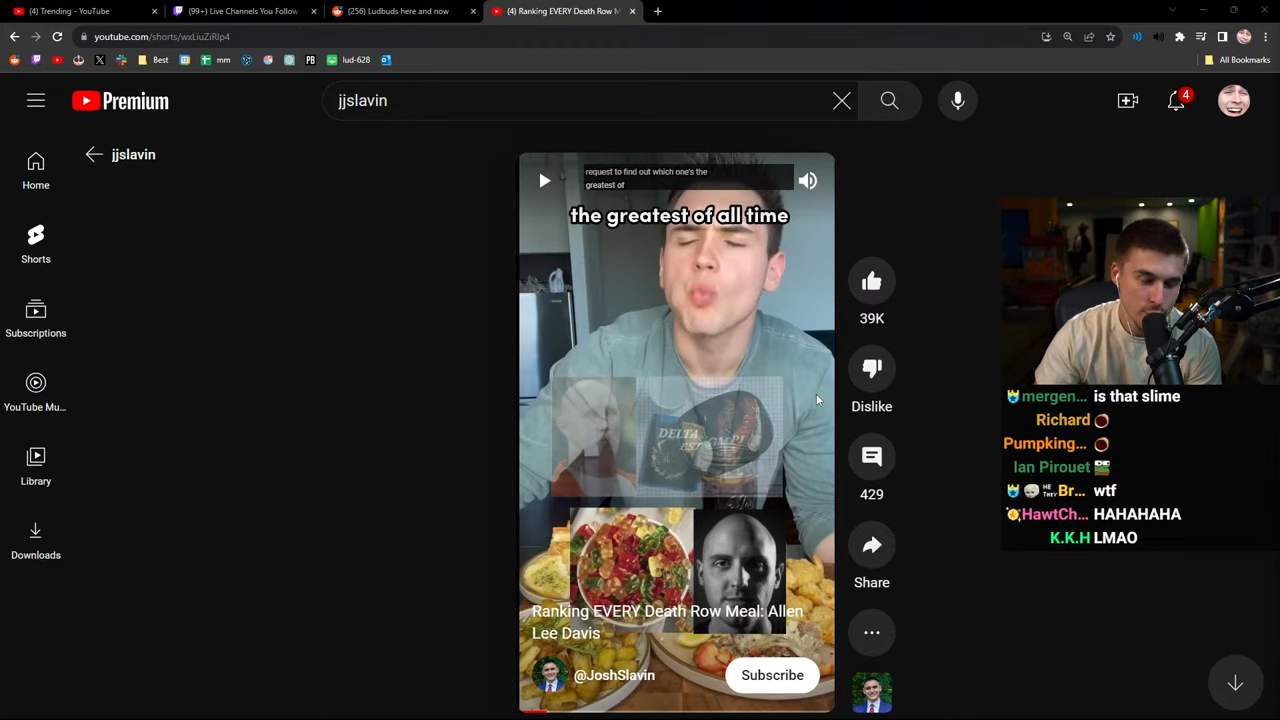 (4) Trending - YouTube
(99+) Live Channels You Follow
(256) Ludbuds here and now
(4) Ranking EVERY Death Row M
youtube.com/shorts/wxLiuZiRlp4
Best
mm
PB
lud-628
All Bookmarks
Premium
jjslavin
4
jjslavin
Home
Shorts
Subscriptions
YouTube Mu...
Library
Downloads
request to find out which one's the
greatest of
the greatest of all time
DELTA
Ranking EVERY Death Row Meal: Allen
Lee Davis
@JoshSlavin
Subscribe
39K
Dislike
429
Share
mergen... is that slime
Richard
Pumpking...
Ian Pirouet
HE THEY Br... wtf
HawtCh... HAHAHAHA
K.K.H LMAO